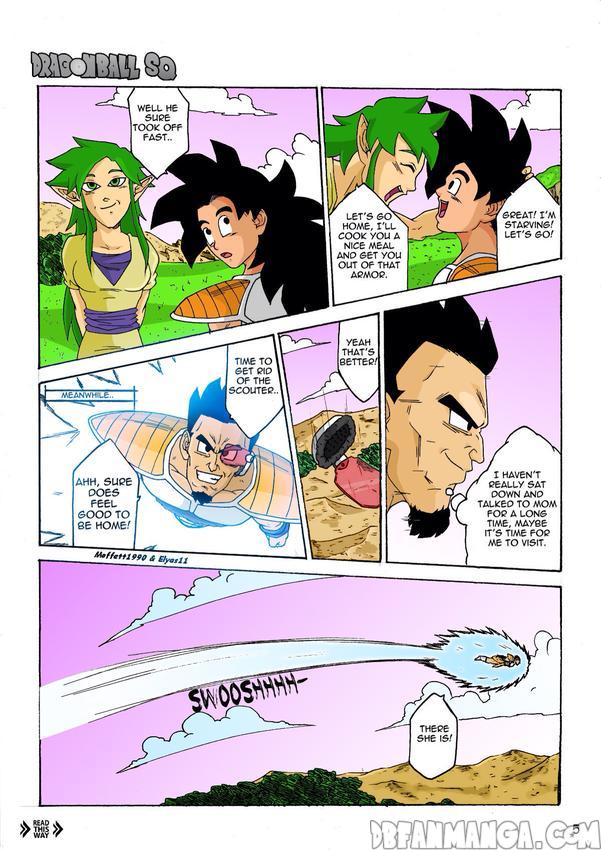 DRAGONBALL SQ
WELL HE
SURE
TOOK OFF
FAST..
LET'S GO
HOME, I'LL
COOK YOU A
NICE MEAL
AND GET YOU
OUT OF THAT
ARMOR.
GREAT! I'M
STARVING!
LET'S GO!
MEANWHILE..
TIME TO
GET RID
OF THE
SCOUTER..
AHH, SURE
DOES
FEEL
GOOD TO
BE HOME!
YEAH
THAT'S
BETTER!
I HAVEN'T
REALLY SAT
DOWN AND
TALKED TO MOM
FOR A LONG
TIME, MAYBE
IT'S TIME FOR
ME TO VISIT.
Moffett1990 & Elyas11
SWOOSHHHH-
THERE
SHE IS!
READ
THIS
WAY
5
DBFANMANGA.COM